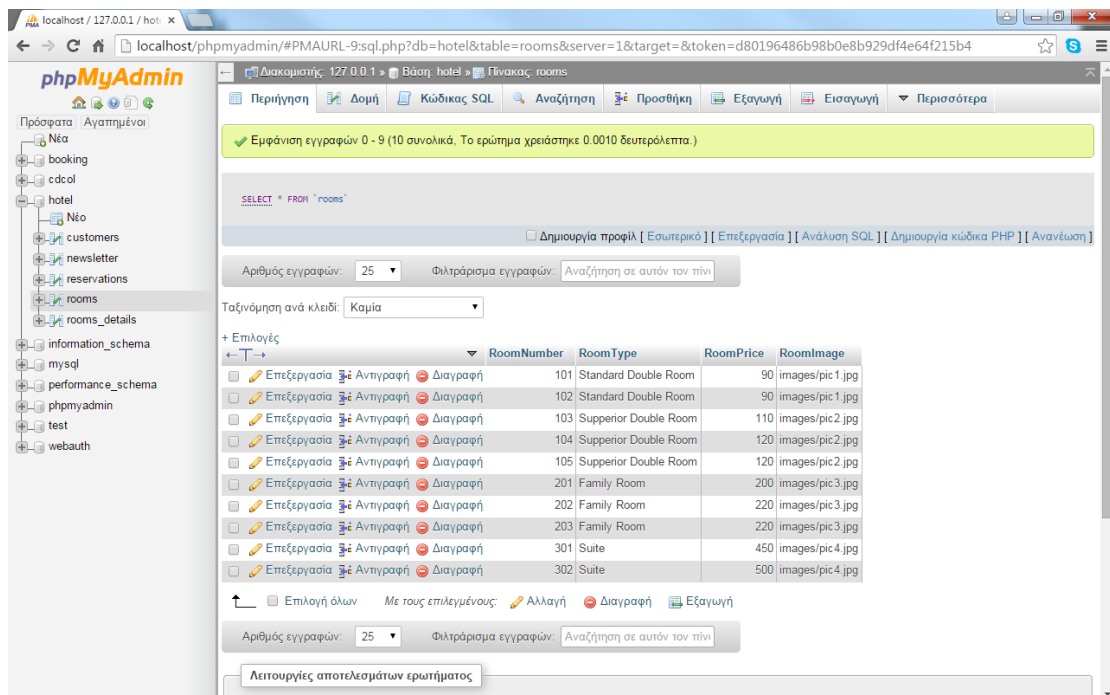 localhost / 127.0.0.1 / hot
localhost/phpmyadmin/#PMAURL-9:sql.php?db=hotel&table=rooms&server=1&target=&token=d80196486b98b0e8b929df4e64f215b4
phpMyAdmin
Πρόσφατα Αγαπημένοι
Νέα
booking
cdcol
hotel
Νέο
customers
newsletter
reservations
rooms
rooms_details
information_schema
mysql
performance_schema
phpmyadmin
test
webauth
Διακομιστής: 127.0.0.1 » Βάση: hotel » Πίνακας: rooms
Περιήγηση Δομή Κώδικας SQL Αναζήτηση Προσθήκη Εξαγωγή Εισαγωγή Περισσότερα
Εμφάνιση εγγραφών 0 - 9 (10 συνολικά, Το ερώτημα χρειάστηκε 0.0010 δευτερόλεπτα.)
SELECT * FROM `rooms`
Δημιουργία προφίλ [ Εσωτερικό ] [ Επεξεργασία ] [ Ανάλυση SQL ] [ Δημιουργία κώδικα PHP ] [ Ανανέωση ]
Αριθμός εγγραφών: 25 Φιλτράρισμα εγγραφών: Αναζήτηση σε αυτόν τον πίν
Ταξινόμηση ανά κλειδί: Καμία
+ Επιλογές
←T→ RoomNumber RoomType RoomPrice RoomImage
Επεξεργασία Αντιγραφή Διαγραφή 101 Standard Double Room 90 images/pic1.jpg
Επεξεργασία Αντιγραφή Διαγραφή 102 Standard Double Room 90 images/pic1.jpg
Επεξεργασία Αντιγραφή Διαγραφή 103 Supperior Double Room 110 images/pic2.jpg
Επεξεργασία Αντιγραφή Διαγραφή 104 Supperior Double Room 120 images/pic2.jpg
Επεξεργασία Αντιγραφή Διαγραφή 105 Supperior Double Room 120 images/pic2.jpg
Επεξεργασία Αντιγραφή Διαγραφή 201 Family Room 200 images/pic3.jpg
Επεξεργασία Αντιγραφή Διαγραφή 202 Family Room 220 images/pic3.jpg
Επεξεργασία Αντιγραφή Διαγραφή 203 Family Room 220 images/pic3.jpg
Επεξεργασία Αντιγραφή Διαγραφή 301 Suite 450 images/pic4.jpg
Επεξεργασία Αντιγραφή Διαγραφή 302 Suite 500 images/pic4.jpg
Επιλογή όλων Με τους επιλεγμένους: Αλλαγή Διαγραφή Εξαγωγή
Αριθμός εγγραφών: 25 Φιλτράρισμα εγγραφών: Αναζήτηση σε αυτόν τον πίν
Λειτουργίες αποτελεσμάτων ερωτήματος